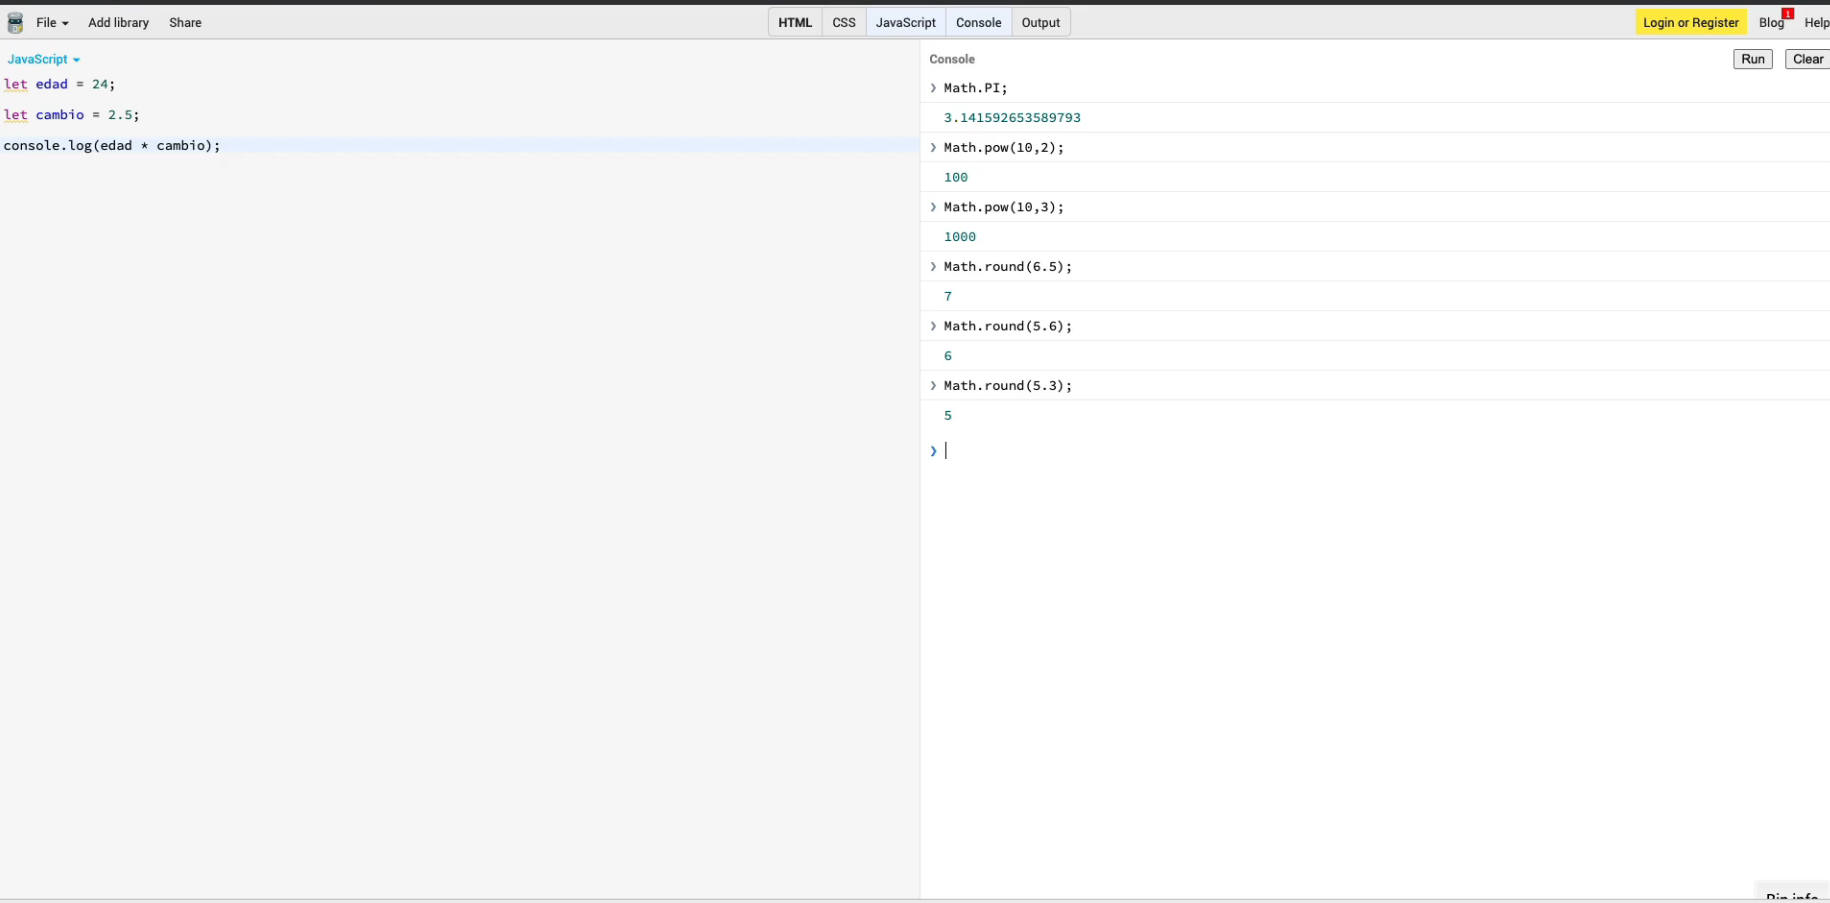 File Add library Share HTML CSS JavaScript Console Output Login or Register Blog 1 Help
JavaScript
let edad = 24;
let cambio = 2.5;
console.log(edad * cambio);
Console Run Clear
❯ Math.PI;
3.141592653589793
❯ Math.pow(10,2);
100
❯ Math.pow(10,3);
1000
❯ Math.round(6.5);
7
❯ Math.round(5.6);
6
❯ Math.round(5.3);
5
❯
Bin info